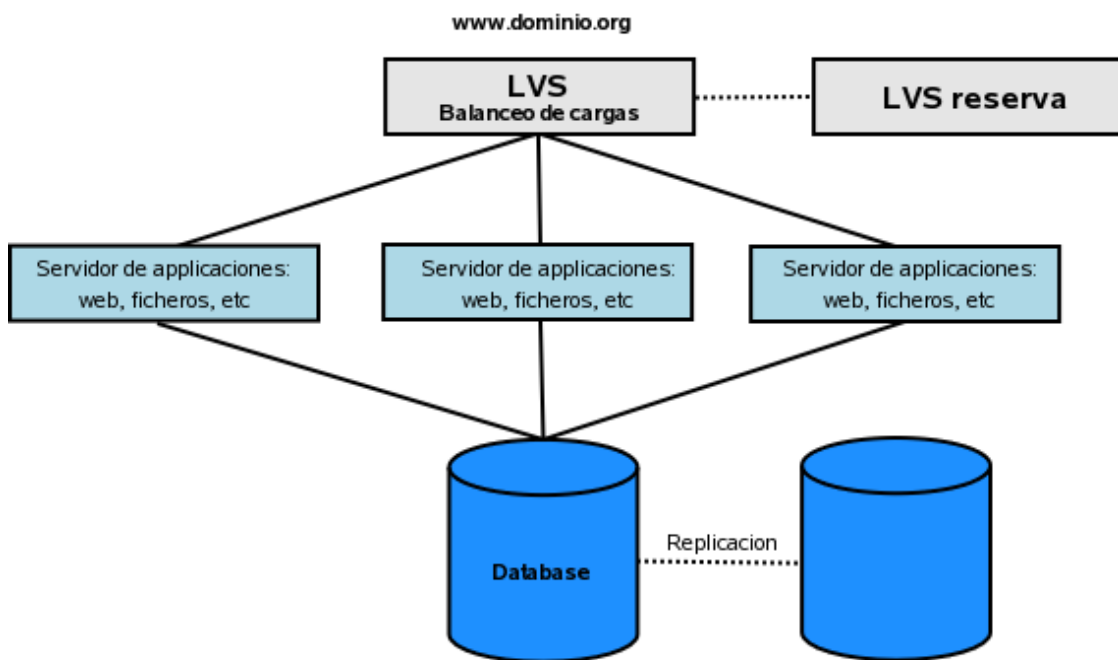 www.dominio.org
LVS
Balanceo de cargas
LVS reserva
Servidor de applicaciones:
web, ficheros, etc
Servidor de applicaciones:
web, ficheros, etc
Servidor de applicaciones:
web, ficheros, etc
Replicacion
Database